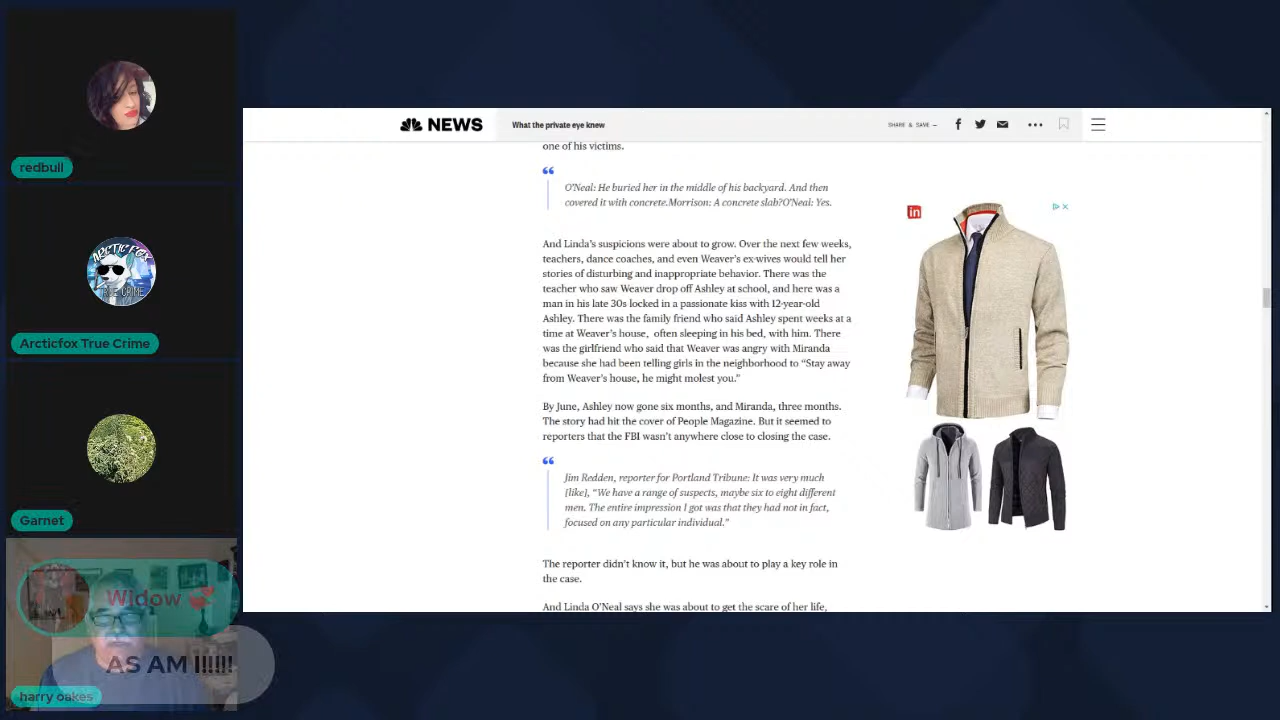 redbull
ARCTIC FOX
TRUE CRIME
Arcticfox True Crime
Garnet
Widow 💞
AS AM I!!!!!
harry oakes
NEWS
What the private eye knew
SHARE & SAVE —
one of his victims.
O'Neal: He buried her in the middle of his backyard. And then
covered it with concrete.Morrison: A concrete slab?O'Neal: Yes.
And Linda's suspicions were about to grow. Over the next few weeks,
teachers, dance coaches, and even Weaver's ex-wives would tell her
stories of disturbing and inappropriate behavior. There was the
teacher who saw Weaver drop off Ashley at school, and here was a
man in his late 30s locked in a passionate kiss with 12-year-old
Ashley. There was the family friend who said Ashley spent weeks at a
time at Weaver's house, often sleeping in his bed, with him. There
was the girlfriend who said that Weaver was angry with Miranda
because she had been telling girls in the neighborhood to “Stay away
from Weaver's house, he might molest you.”
By June, Ashley now gone six months, and Miranda, three months.
The story had hit the cover of People Magazine. But it seemed to
reporters that the FBI wasn't anywhere close to closing the case.
Jim Redden, reporter for Portland Tribune: It was very much
[like], “We have a range of suspects, maybe six to eight different
men. The entire impression I got was that they had not in fact,
focused on any particular individual.”
The reporter didn't know it, but he was about to play a key role in
the case.
And Linda O'Neal says she was about to get the scare of her life,
in